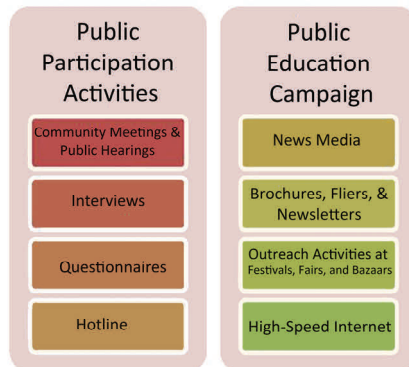 Public
Participation
Activities
Community Meetings &
Public Hearings
Interviews
Questionnaires
Hotline
Public
Education
Campaign
News Media
Brochures, Fliers, &
Newsletters
Outreach Activities at
Festivals, Fairs, and Bazaars
High-Speed Internet